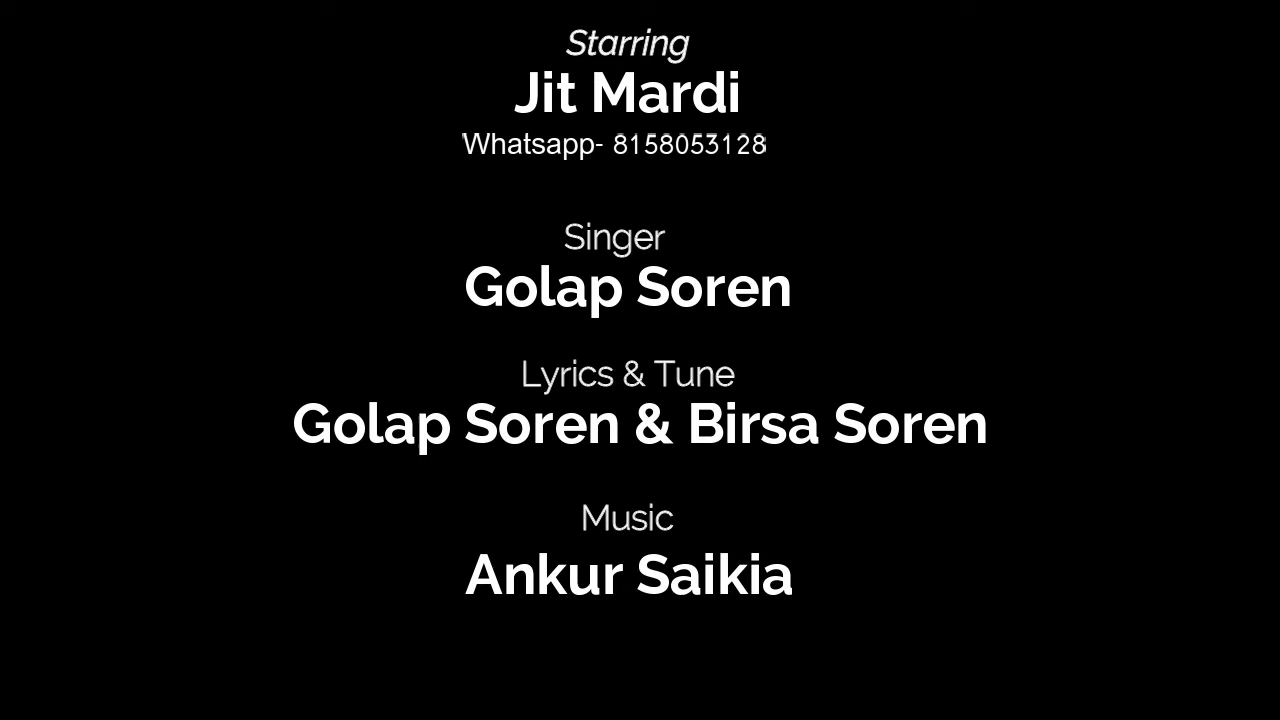 Starring
Jit Mardi
Whatsapp- 8158053128
Singer
Golap Soren
Lyrics & Tune
Golap Soren & Birsa Soren
Music
Ankur Saikia